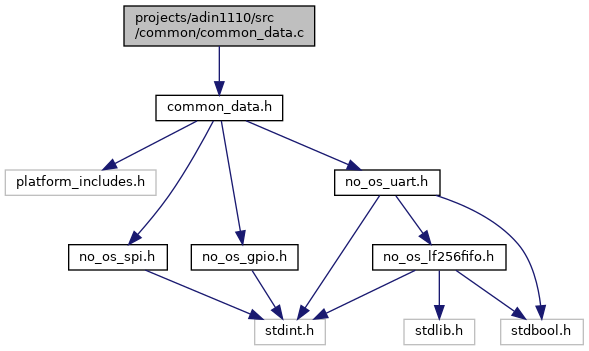 projects/adin1110/src
/common/common_data.c
common_data.h
platform_includes.h
no_os_uart.h
no_os_spi.h
no_os_gpio.h
no_os_lf256fifo.h
stdint.h
stdlib.h
stdbool.h